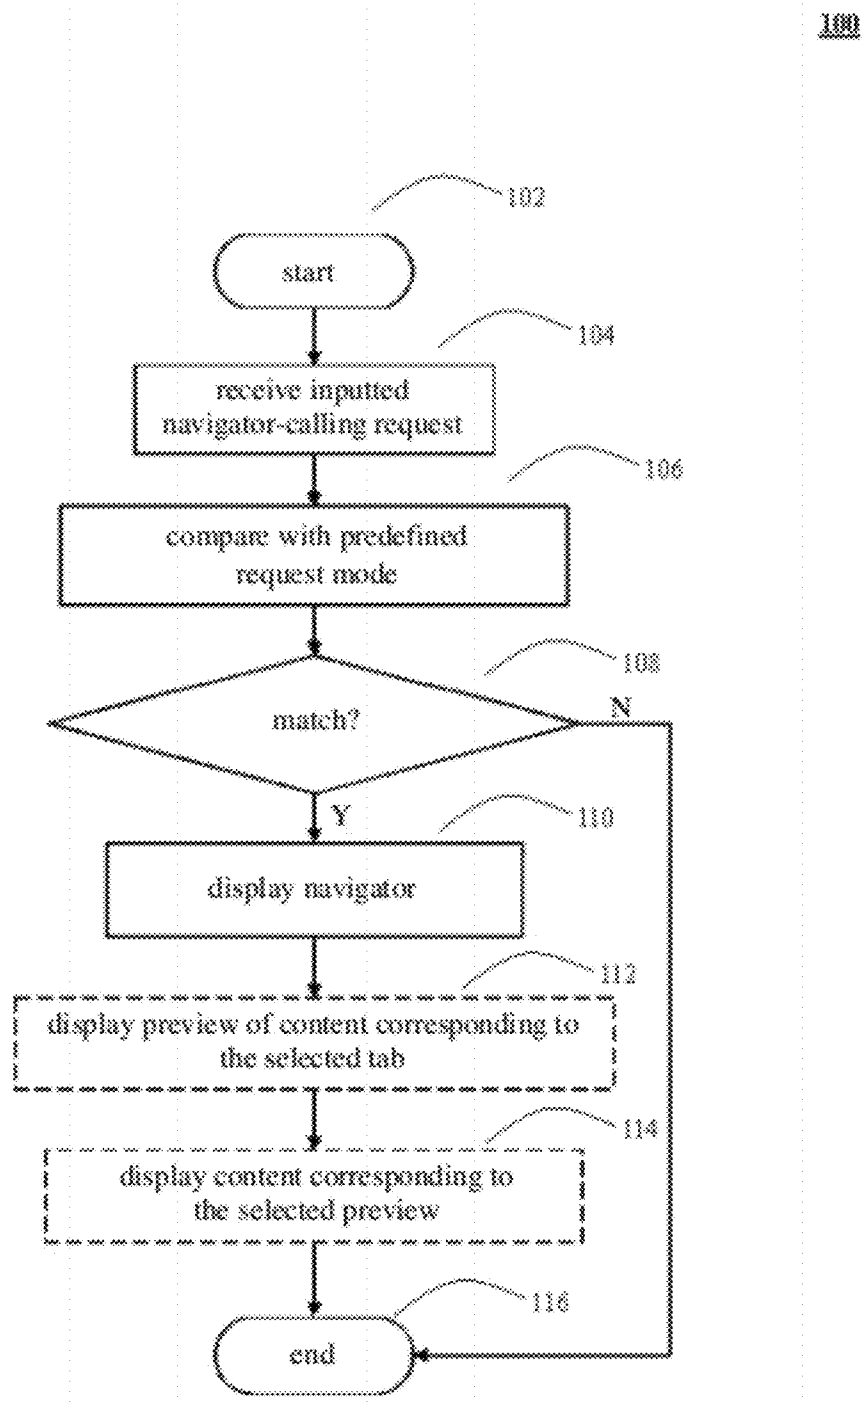 100
102
start
104
receive inputted
navigator-calling request
106
compare with predefined
request mode
108
match?
N
Y
110
display navigator
112
display preview of content corresponding to
the selected tab
114
display content corresponding to
the selected preview
116
end